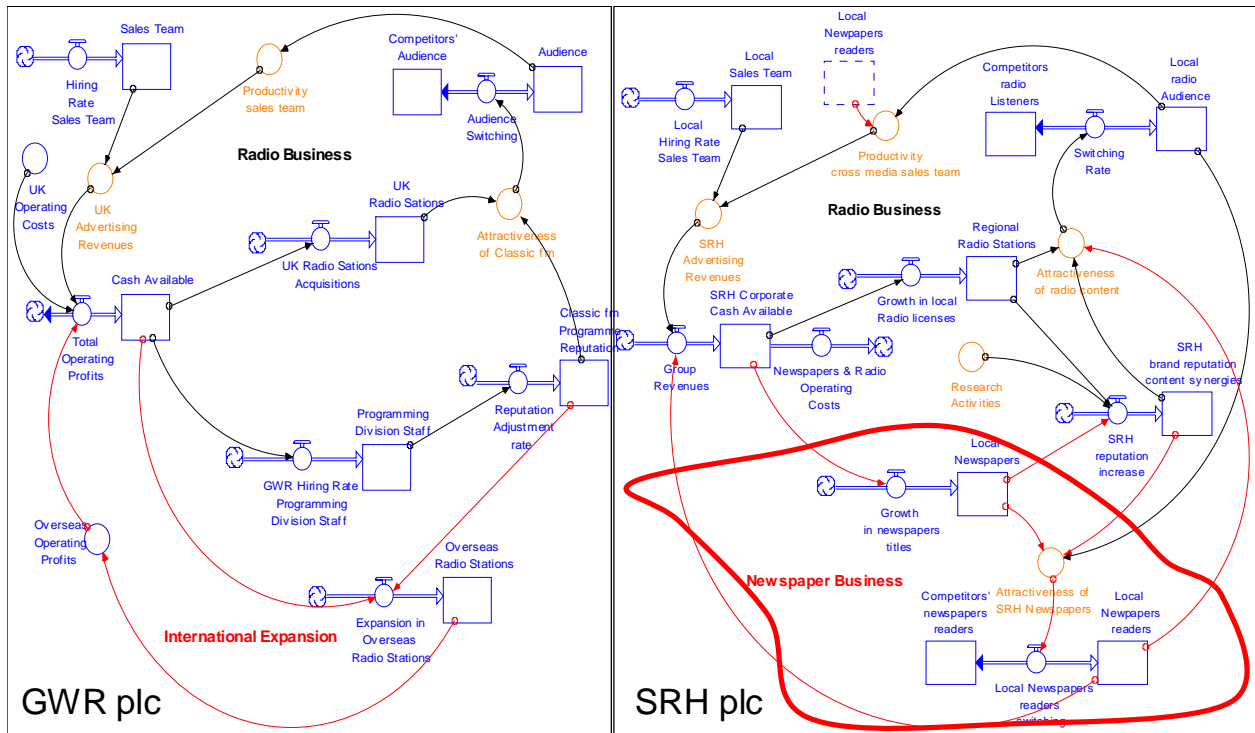 Sales Team
Hiring
Rate
Sales Team
Productivity
sales team
Competitors'
Audience
Audience
Audience
Switching
Radio Business
UK
Operating
Costs
UK
Advertising
Revenues
UK
Radio Sations
Attractiveness
of Classic fm
UK Radio Sations
Acquisitions
Cash Available
Total
Operating
Profits
Classic fm
Programme
Reputation
Reputation
Adjustment
rate
Programming
Division Staff
GWR Hiring Rate
Programming
Division Staff
Overseas
Operating
Profits
Overseas
Radio Stations
Expansion in
Overseas
Radio Stations
International Expansion
GWR plc
Local
Newspapers
readers
Local
Sales Team
Local
Hiring Rate
Sales Team
Productivity
cross media sales team
Competitors
radio
Listeners
Local
radio
Audience
Switching
Rate
Radio Business
SRH
Advertising
Revenues
Regional
Radio Stations
Attractiveness
of radio content
Growth in local
Radio licenses
SRH Corporate
Cash Available
Group
Revenues
Newspapers & Radio
Operating
Costs
Research
Activities
SRH
brand reputation
content synergies
SRH
reputation
increase
Local
Newspapers
Growth
in newspapers
titles
Newspaper Business
Attractiveness of
SRH Newspapers
Competitors'
newspapers
readers
Local
Newpapers
readers
Local Newspapers
readers
switching
SRH plc